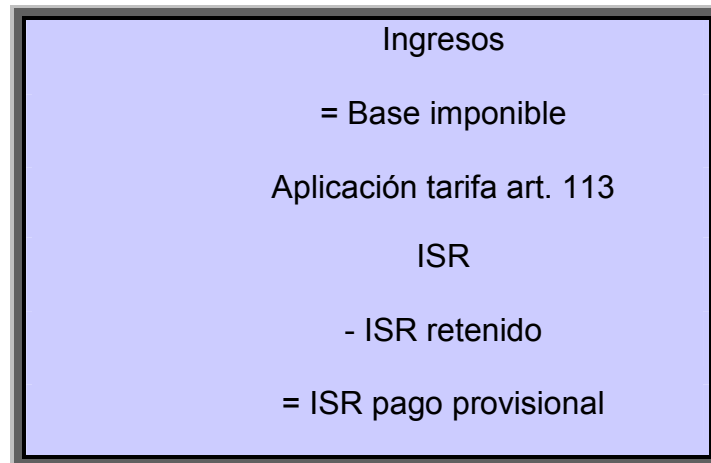 Ingresos
= Base imponible
Aplicación tarifa art. 113
ISR
- ISR retenido
= ISR pago provisional